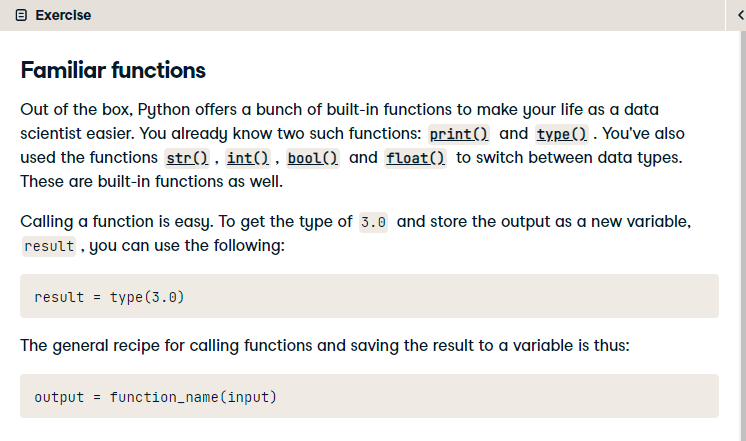 Exercise
Familiar functions
Out of the box, Python offers a bunch of built-in functions to make your life as a data
scientist easier. You already know two such functions: print() and type() . You've also
used the functions str() , int() , bool() and float() to switch between data types.
These are built-in functions as well.
Calling a function is easy. To get the type of 3.0 and store the output as a new variable,
result , you can use the following:
result = type(3.0)
The general recipe for calling functions and saving the result to a variable is thus:
output = function_name(input)